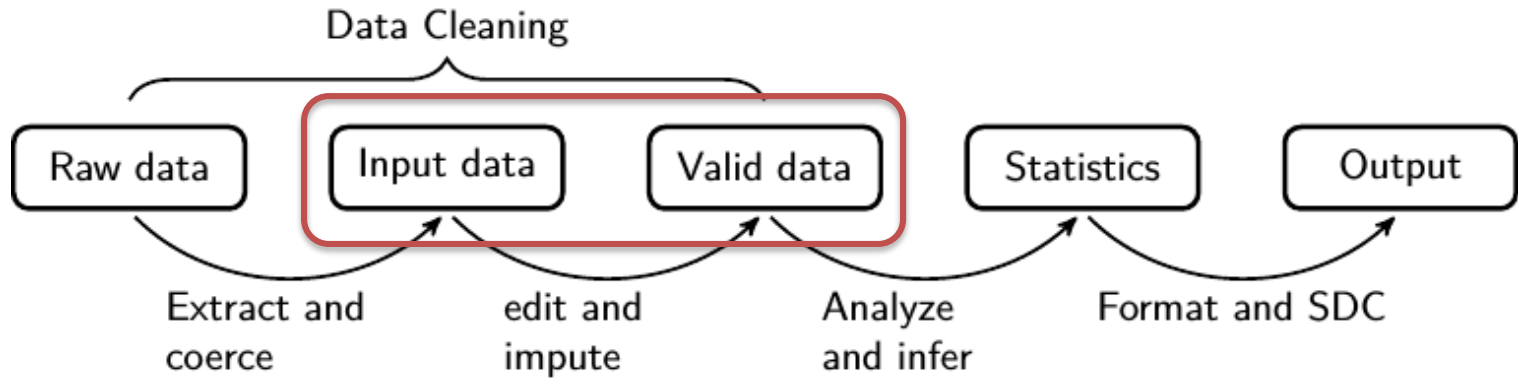 Data Cleaning
Raw data
Input data
Valid data
Statistics
Output
Extract and
coerce
edit and
impute
Analyze
and infer
Format and SDC